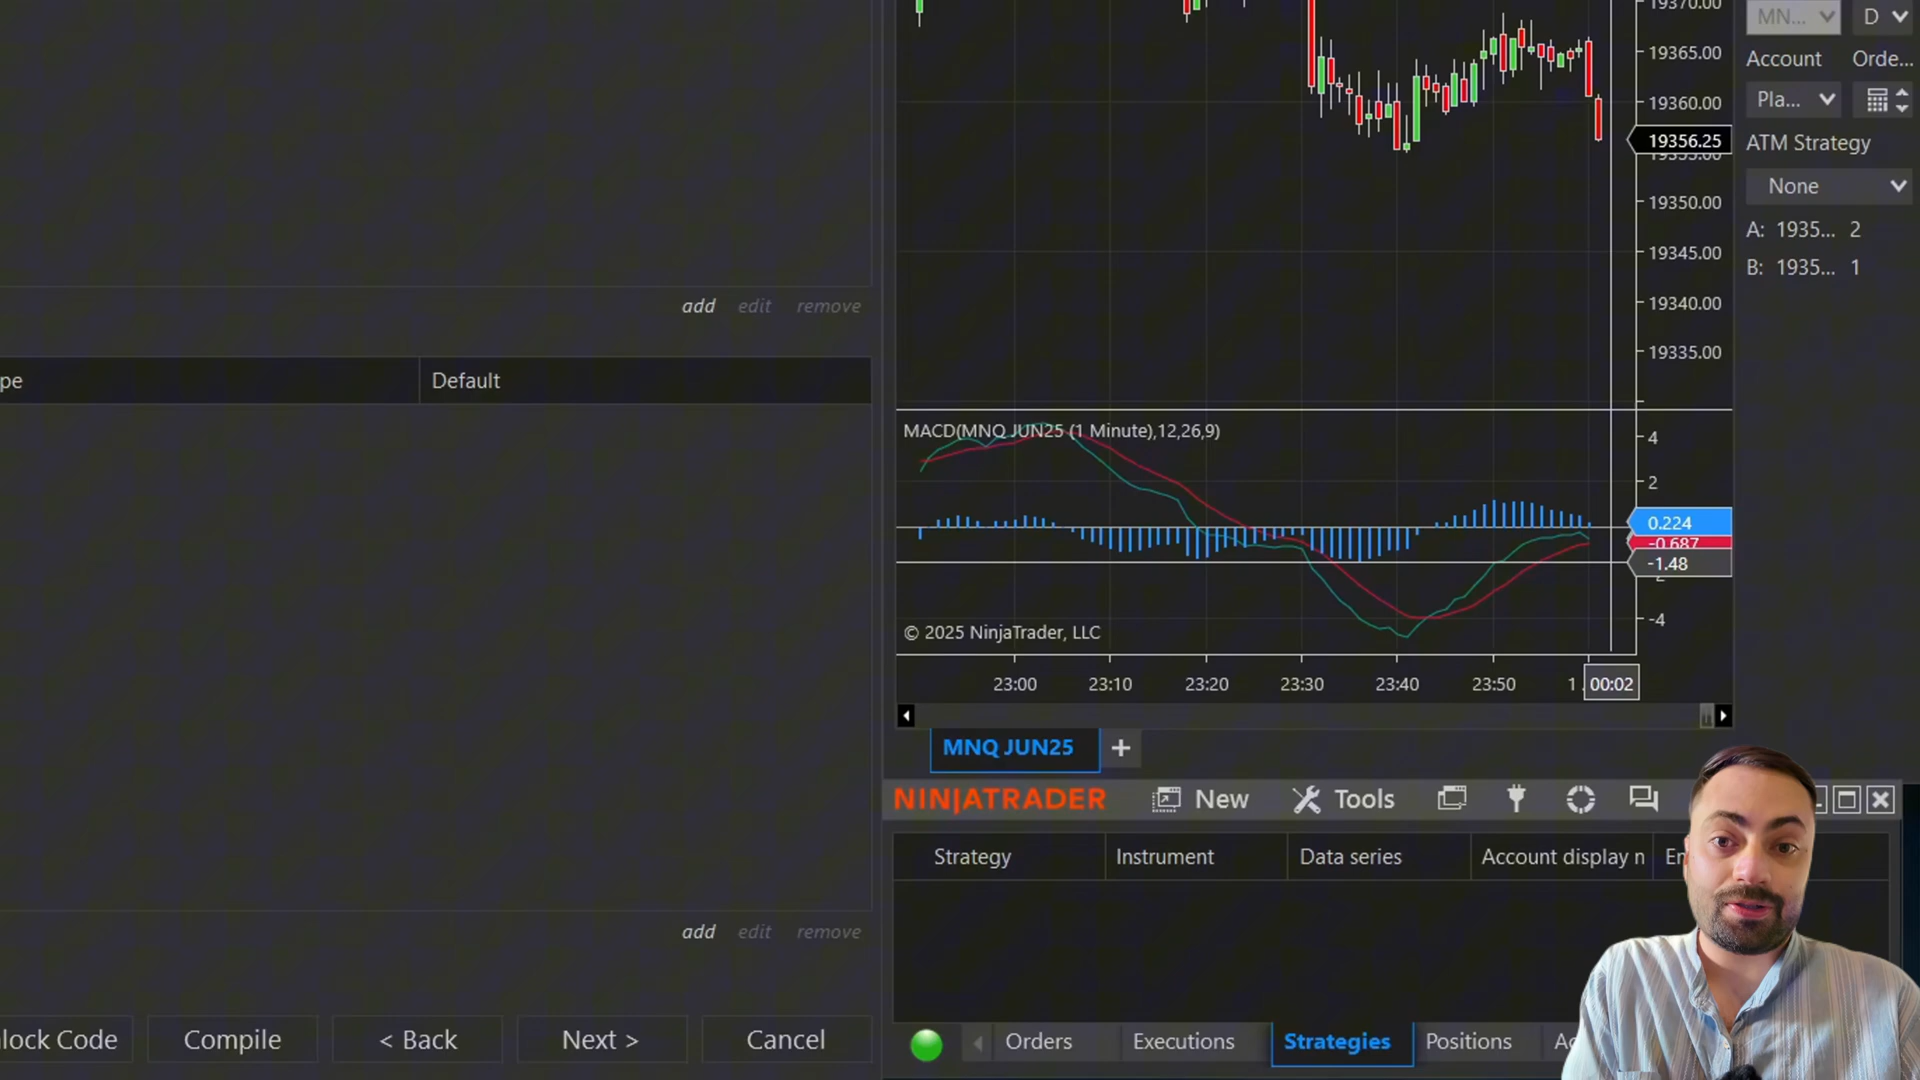 add edit remove
pe Default
add edit remove
lock Code Compile < Back Next > Cancel
19370.00
19365.00
19360.00
19356.25
19350.00
19345.00
19340.00
19335.00
MACD(MNQ JUN25 (1 Minute),12,26,9)
4
2
0.224
-0.687
-1.48
-4
© 2025 NinjaTrader, LLC
23:00 23:10 23:20 23:30 23:40 23:50 1 00:02
MNQ JUN25 +
MN... D
Account Orde...
Pla...
ATM Strategy
None
A: 1935... 2
B: 1935... 1
NINJATRADER New Tools
Strategy Instrument Data series Account display n
Orders Executions Strategies Positions